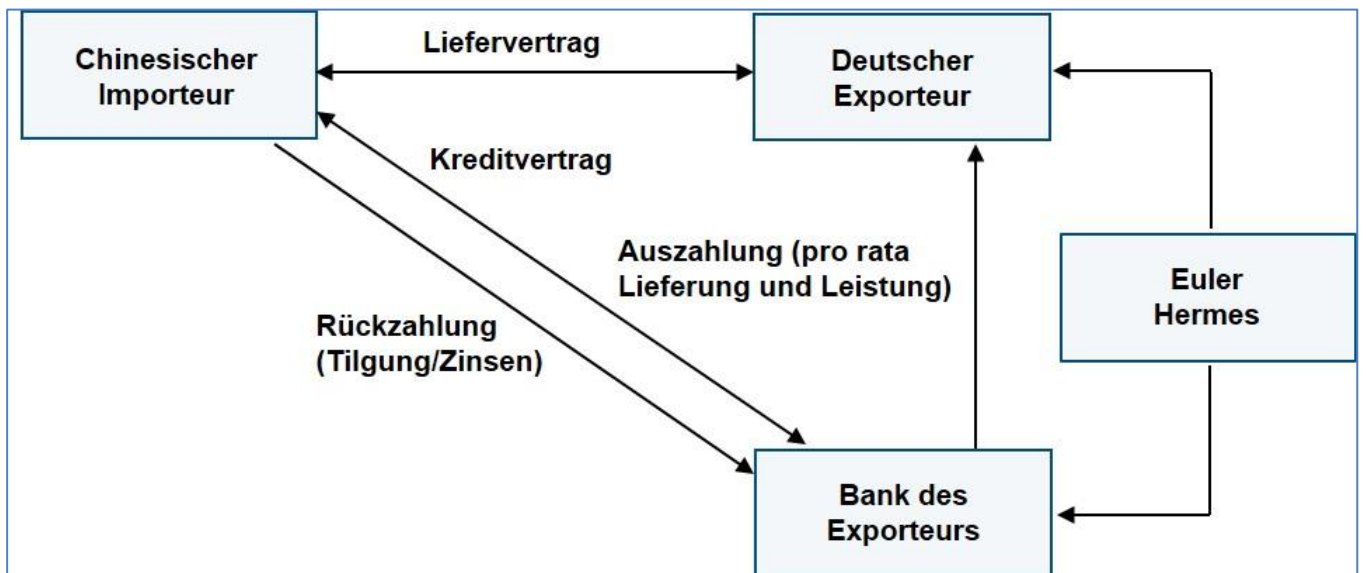 Chinesischer
Importeur
Liefervertrag
Deutscher
Exporteur
Kreditvertrag
Auszahlung (pro rata
Lieferung und Leistung)
Euler
Hermes
Rückzahlung
(Tilgung/Zinsen)
Bank des
Exporteurs